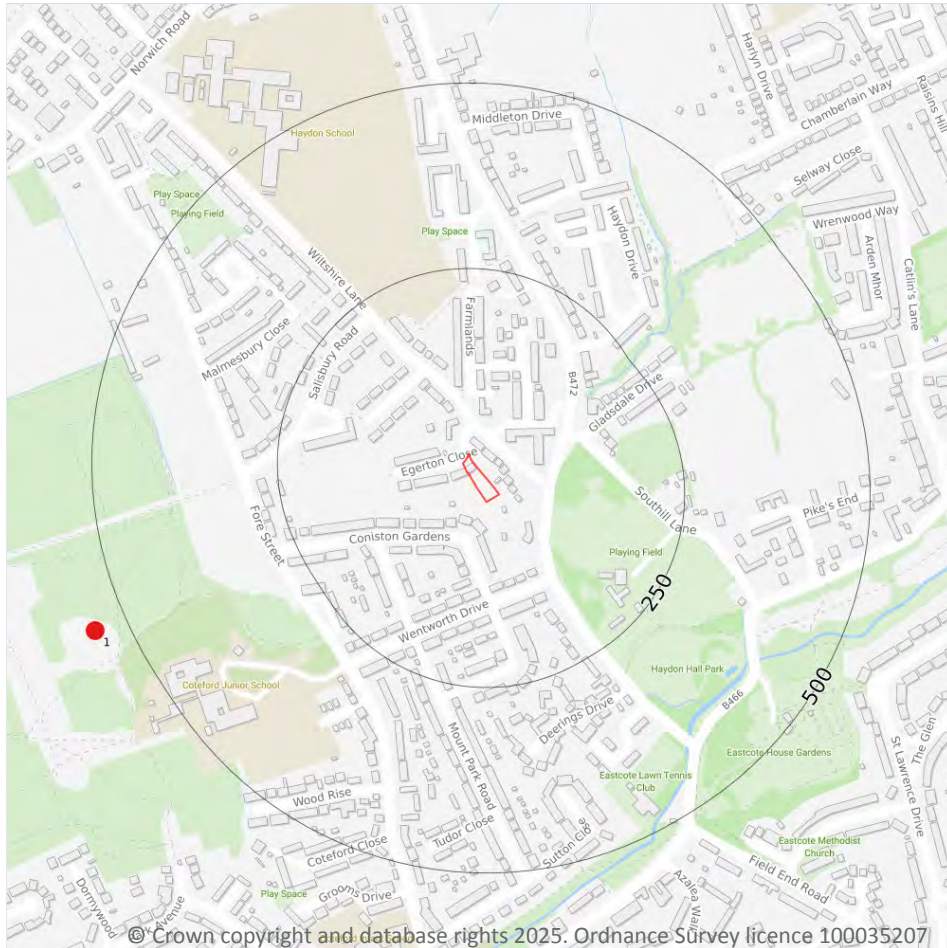 Norwich Road
Harlyn Drive
Raisins Hill
Chamberlain Way
Middleton Drive
Haydon School
Selway Close
Play Space
Playing Field
Wrenwood Way
Haydon Drive
Play Space
Arden Mhor
Catlin's Lane
Wiltshire Lane
Farmlands
Malmesbury Close
Salisbury Road
B472
Gladsdale Drive
Egerton Close
Southill Lane
Pike's End
Fore Street
Coniston Gardens
Playing Field
250
Wentworth Drive
1
Haydon Hall Park
500
Coteford Junior School
B466
Deerings Drive
Mount Park Road
Eastcote House Gardens
The Glen
St Lawrence Drive
Eastcote Lawn Tennis
Club
Wood Rise
Tudor Close
Sutton Close
Coteford Close
Eastcote Methodist
Church
Field End Road
Play Space
Grooms Drive
Dormywood
Azalea Walk
© Crown copyright and database rights 2025. Ordnance Survey licence 100035207